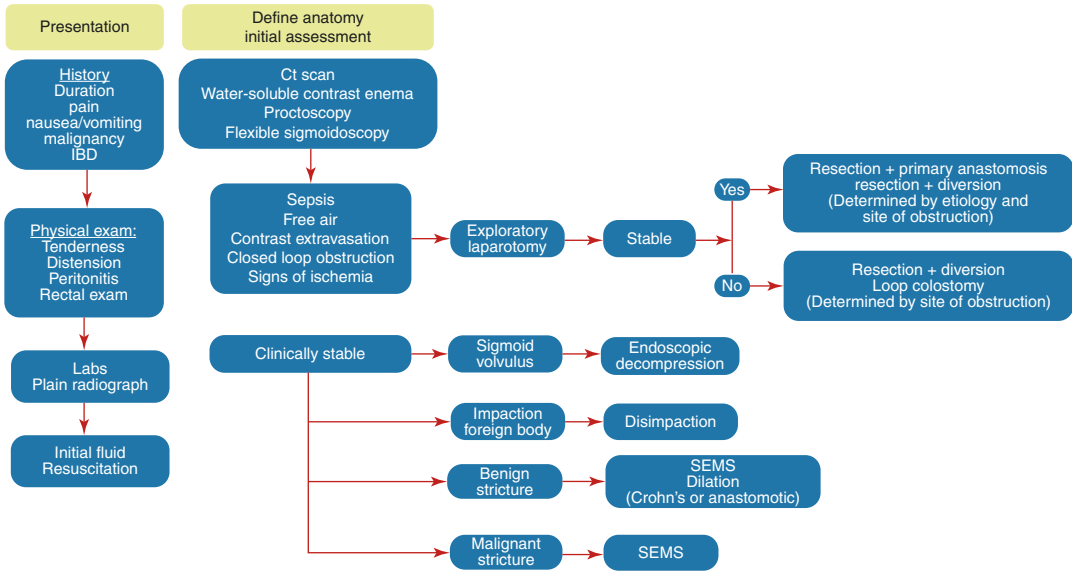 Presentation
History
Duration
pain
nausea/vomiting
malignancy
IBD
Physical exam:
Tenderness
Distension
Peritonitis
Rectal exam
Labs
Plain radiograph
Initial fluid
Resuscitation
Define anatomy
initial assessment
Ct scan
Water-soluble contrast enema
Proctoscopy
Flexible sigmoidoscopy
Sepsis
Free air
Contrast extravasation
Closed loop obstruction
Signs of ischemia
Exploratory
laparotomy
Stable
Yes
Resection + primary anastomosis
resection + diversion
(Determined by etiology and
site of obstruction)
No
Resection + diversion
Loop colostomy
(Determined by site of obstruction)
Clinically stable
Sigmoid
volvulus
Endoscopic
decompression
Impaction
foreign body
Disimpaction
Benign
stricture
SEMS
Dilation
(Crohn's or anastomotic)
Malignant
stricture
SEMS